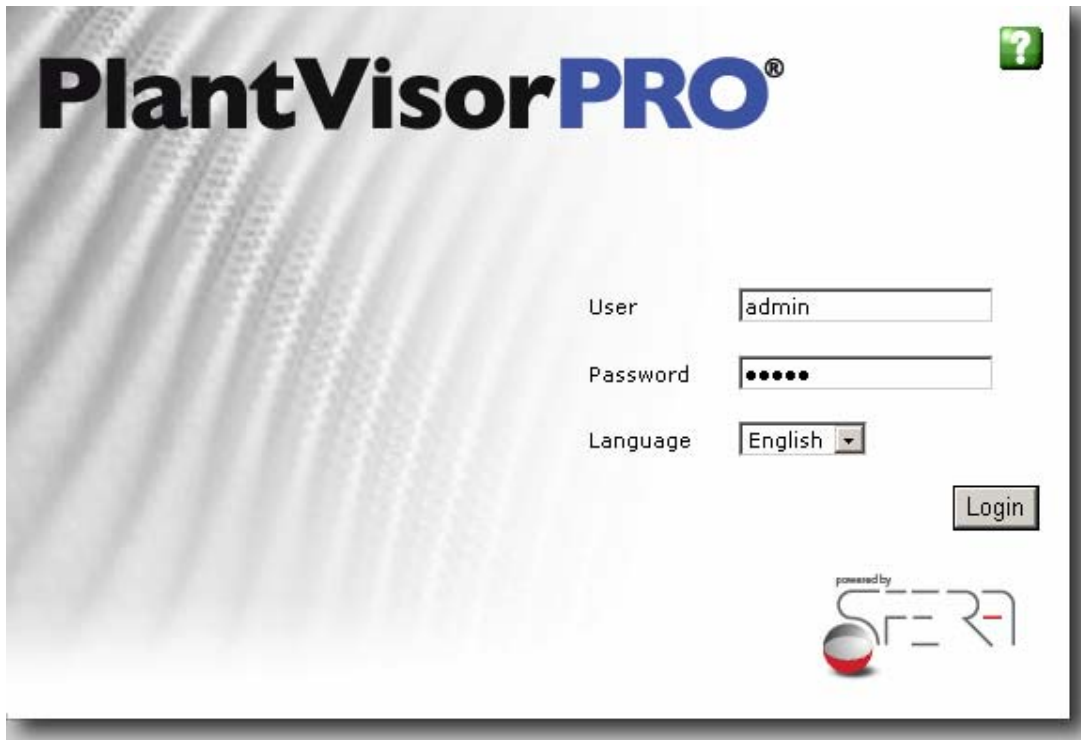 PlantVisorPRO®
?
User admin
Password •••••
Language English
Login
powered by
SFERA